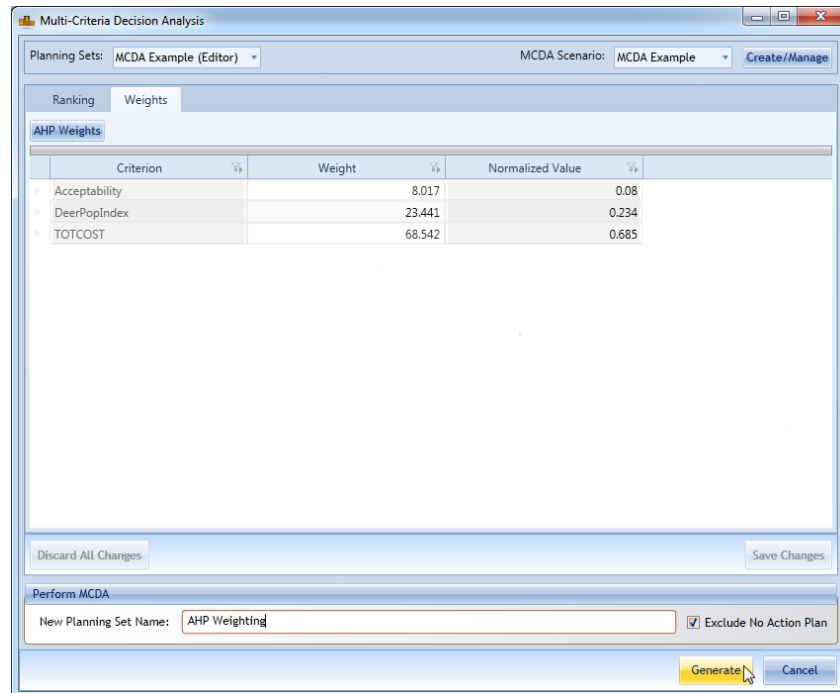 Multi-Criteria Decision Analysis
Planning Sets: MCDA Example (Editor) MCDA Scenario: MCDA Example Create/Manage
Ranking Weights
AHP Weights
Criterion Weight Normalized Value
Acceptability 8.017 0.08
DeerPopIndex 23.441 0.234
TOTCOST 68.542 0.685
Discard All Changes Save Changes
Perform MCDA
New Planning Set Name: AHP Weighting Exclude No Action Plan
Generate Cancel